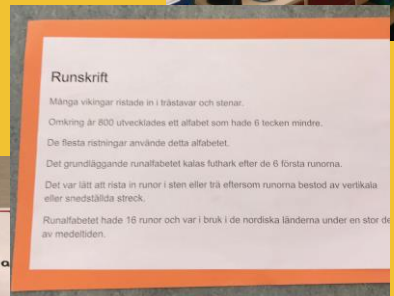 Runskrift
Många vikingar ristade in i trästavar och stenar.
Omkring år 800 utvecklades ett alfabet som hade 6 tecken mindre.
De flesta ristningar använde detta alfabetet.
Det grundläggande runalfabetet kalas futhark efter de 6 första runorna.
Det var lätt att rista in runor i sten eller trä eftersom runorna bestod av vertikala
eller snedställda streck.
Runalfabetet hade 16 runor och var i bruk i de nordiska länderna under en stor de
av medeltiden.
a